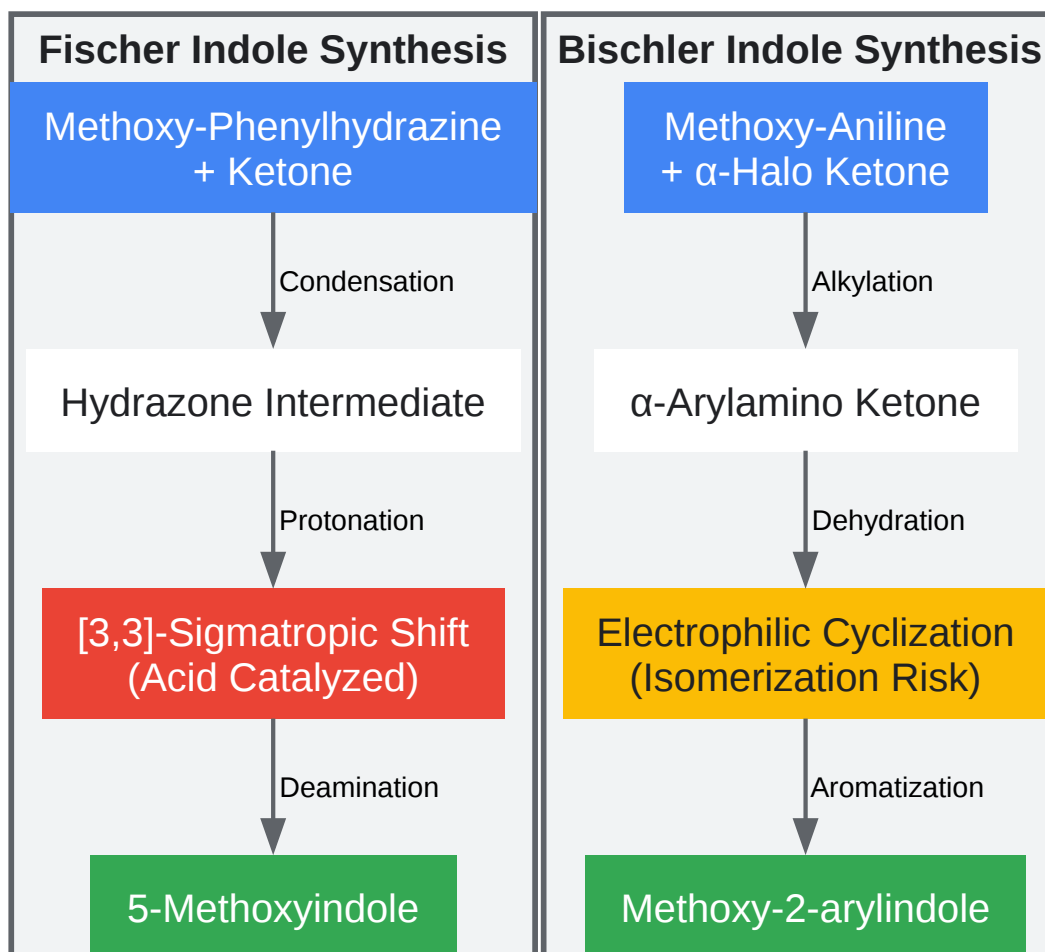 Fischer Indole Synthesis
Methoxy-Phenylhydrazine
+ Ketone
Condensation
Hydrazone Intermediate
Protonation
[3,3]-Sigmatropic Shift
(Acid Catalyzed)
Deamination
5-Methoxyindole
Bischler Indole Synthesis
Methoxy-Aniline
+ α-Halo Ketone
Alkylation
α-Arylamino Ketone
Dehydration
Electrophilic Cyclization
(Isomerization Risk)
Aromatization
Methoxy-2-arylindole